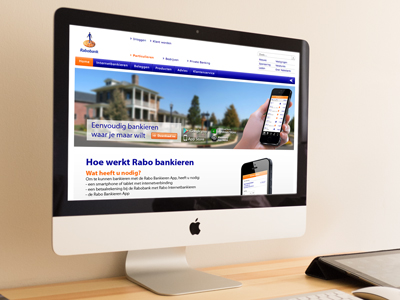 Inloggen
Klant worden
Rabobank
Particulieren
Bedrijven
Private Banking
Home
Internetbankieren
Beleggen
Producten
Advies
Klantenservice
Eenvoudig bankieren
waar je maar wilt
Hoe werkt Rabo bankieren
Wat heeft u nodig?
Om te kunnen bankieren met de Rabo Bankieren App, heeft u nodig:
- een smartphone of tablet met internetverbinding
- een betaalrekening bij de Rabobank met Rabo Internetbankieren
- de Rabo Bankieren App